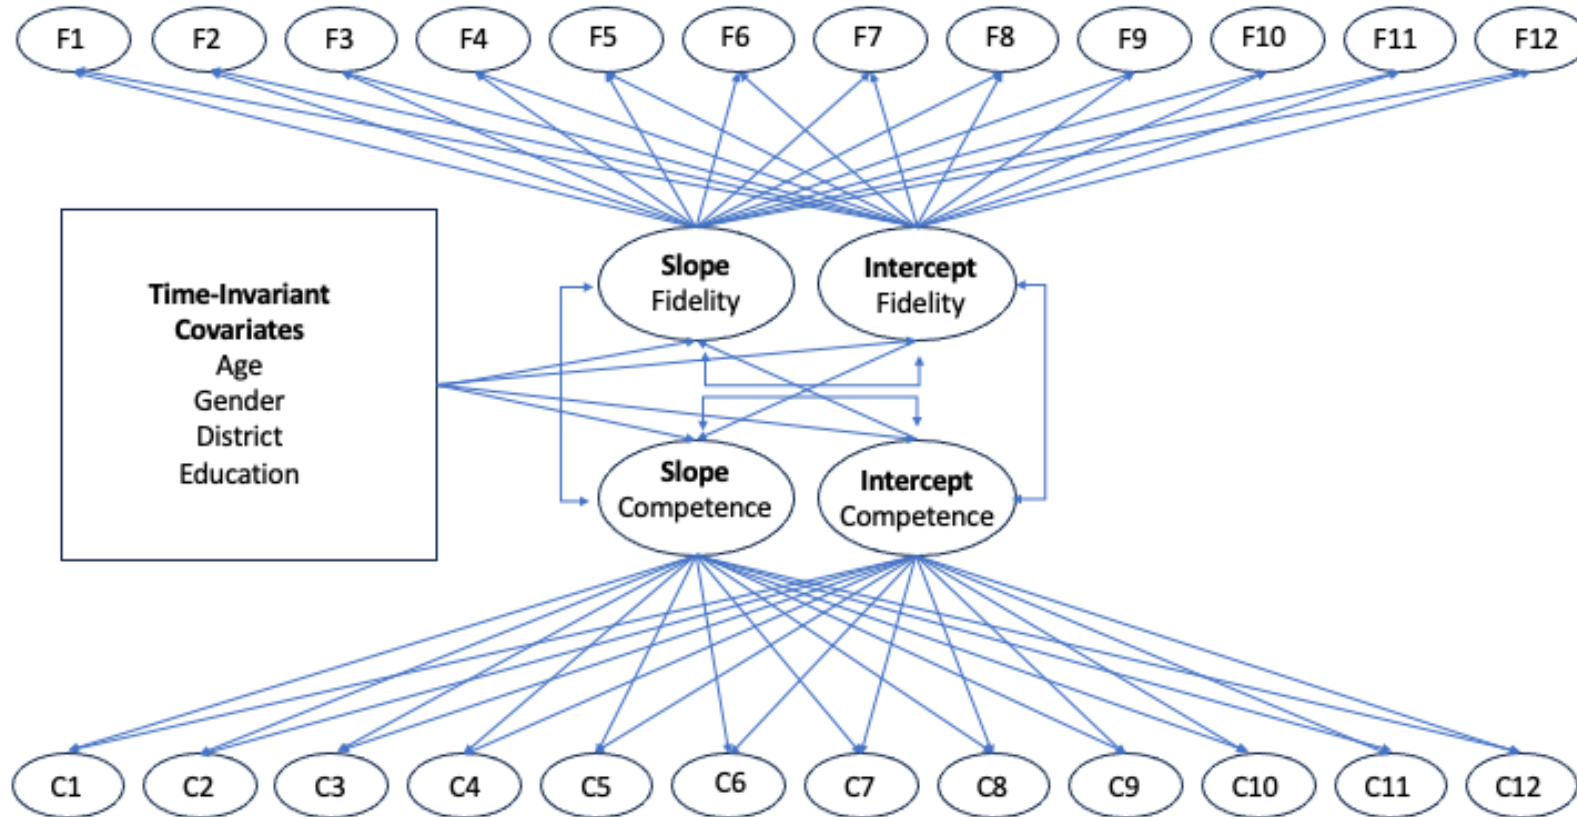 F1 F2 F3 F4 F5 F6 F7 F8 F9 F10 F11 F12
Time-Invariant
Covariates
Age
Gender
District
Education
Slope
Fidelity
Intercept
Fidelity
Slope
Competence
Intercept
Competence
C1 C2 C3 C4 C5 C6 C7 C8 C9 C10 C11 C12